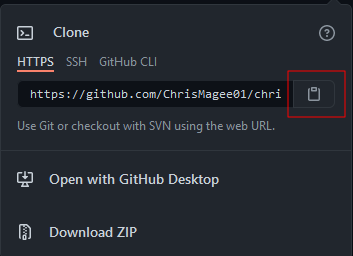 Clone
HTTPS SSH GitHub CLI
https://github.com/ChrisMagee01/chri
Use Git or checkout with SVN using the web URL.
Open with GitHub Desktop
Download ZIP